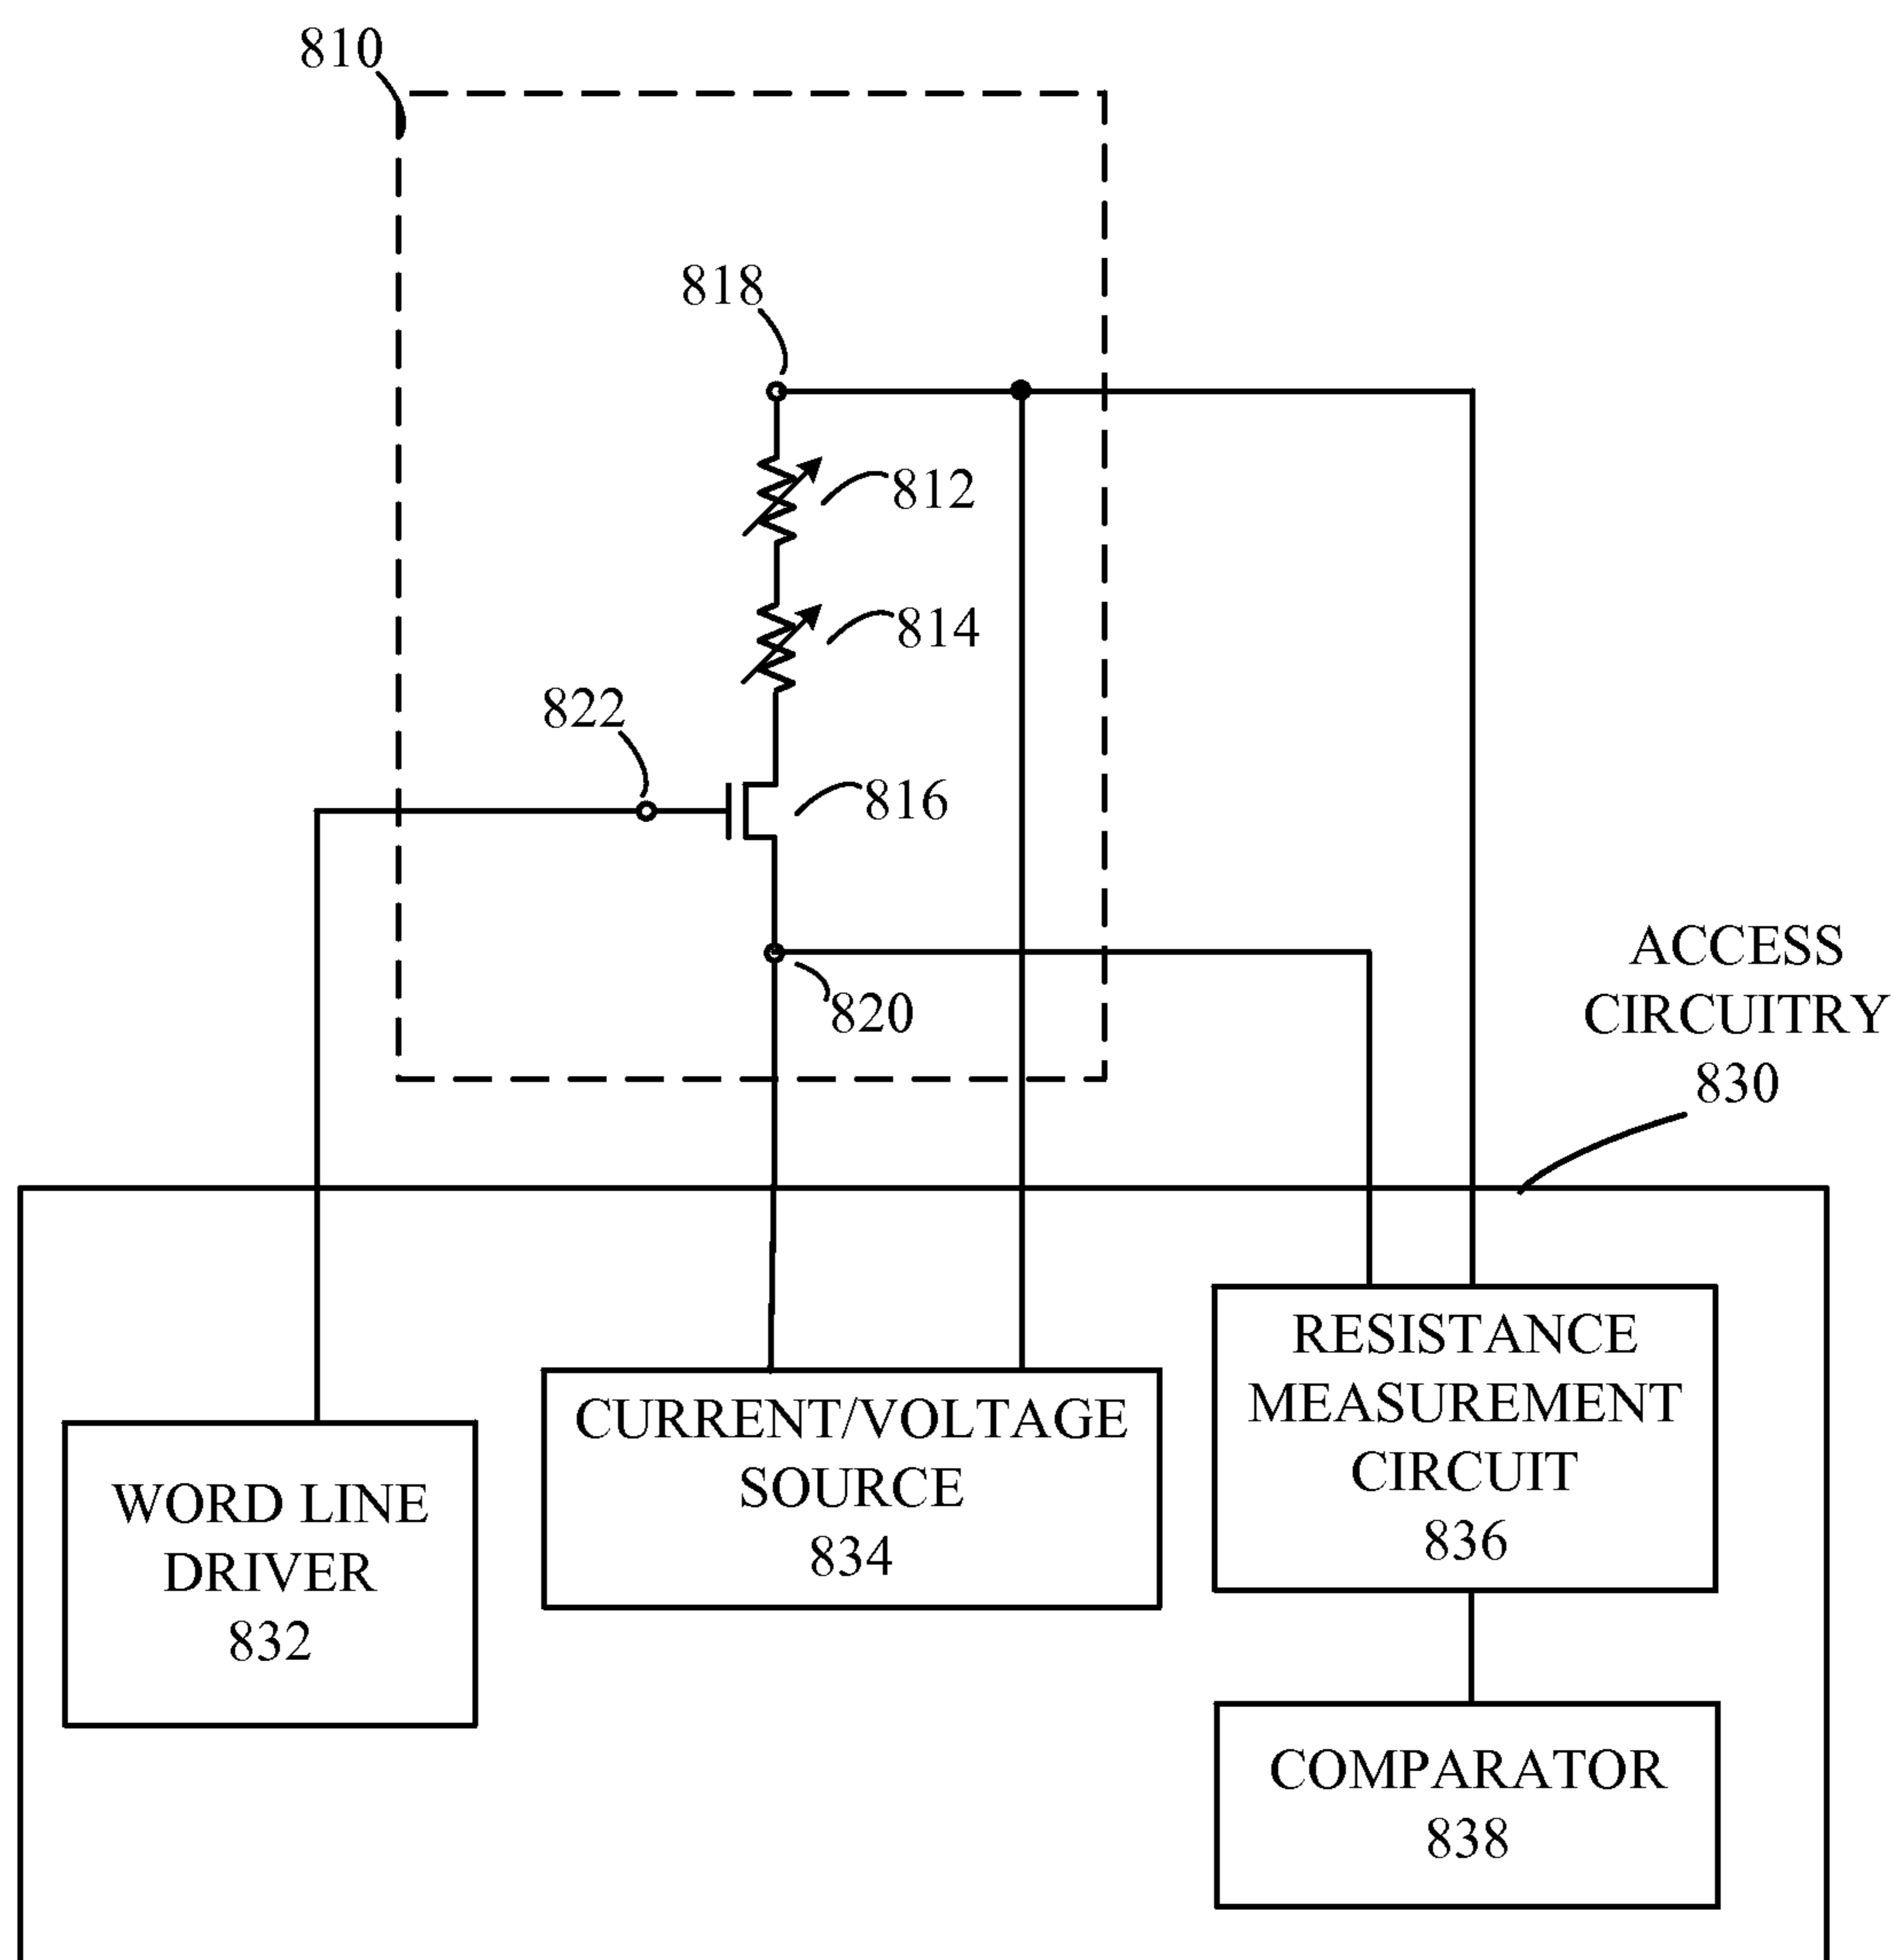 810
818
812
814
822
816
820
ACCESS
CIRCUITRY
830
WORD LINE
DRIVER
832
CURRENT/VOLTAGE
SOURCE
834
RESISTANCE
MEASUREMENT
CIRCUIT
836
COMPARATOR
838